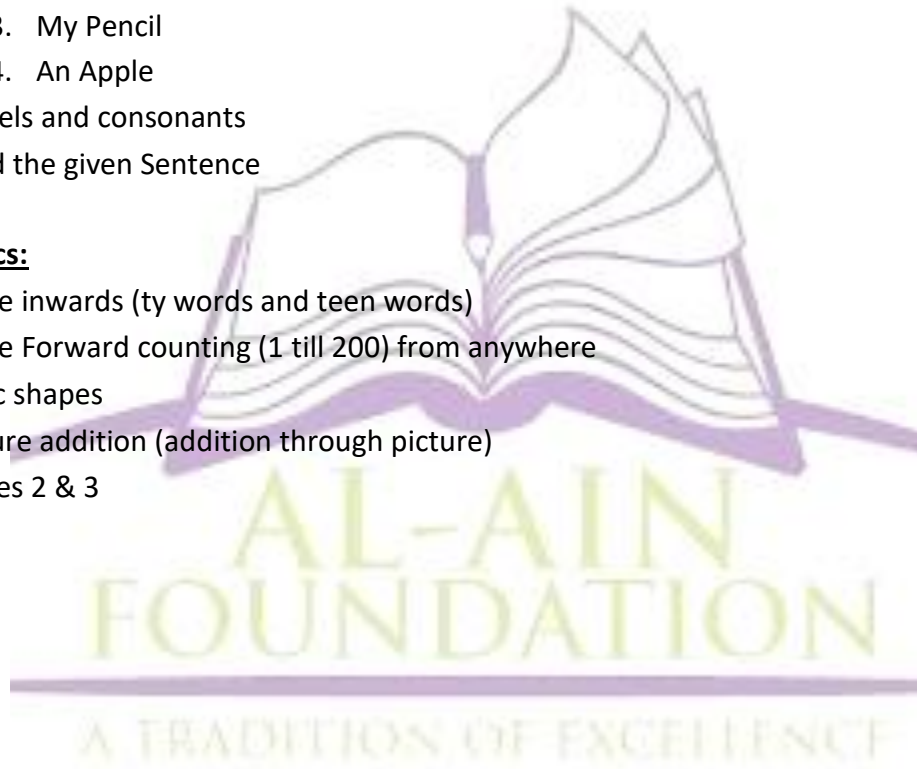 3. My Pencil
4. An Apple
els and consonants
d the given Sentence
cs:
e inwards (ty words and teen words)
e Forward counting (1 till 200) from anywhere
c shapes
ure addition (addition through picture)
es 2 & 3
AL-AIN
FOUNDATION
A TRADITION OF EXCELLENCE